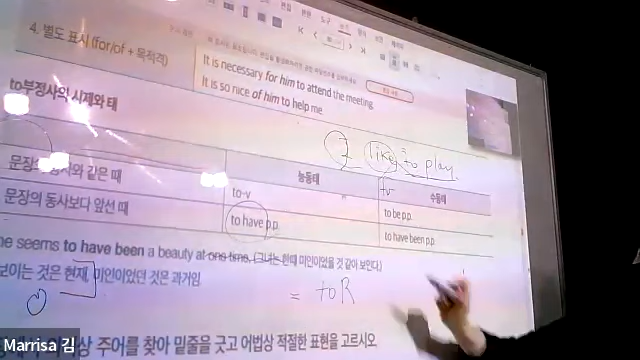 4. 별도 표시 (for/of + 목적격)
It is necessary for him to attend the meeting.
It is so nice of him to help me
to부정사의 시제와 태
I like to play.
능동태 수동태
문장의 동사와 같은 때 to-v to be p.p.
문장의 동사보다 앞선 때 to have p.p. to have been p.p.
he seems to have been a beauty at one time. (그녀는 한때 미인이었을 것 같아 보인다.)
보이는 것은 현재, 미인이었던 것은 과거임
= to R
상 주어를 찾아 밑줄을 긋고 어법상 적절한 표현을 고르시오
Marrisa 김